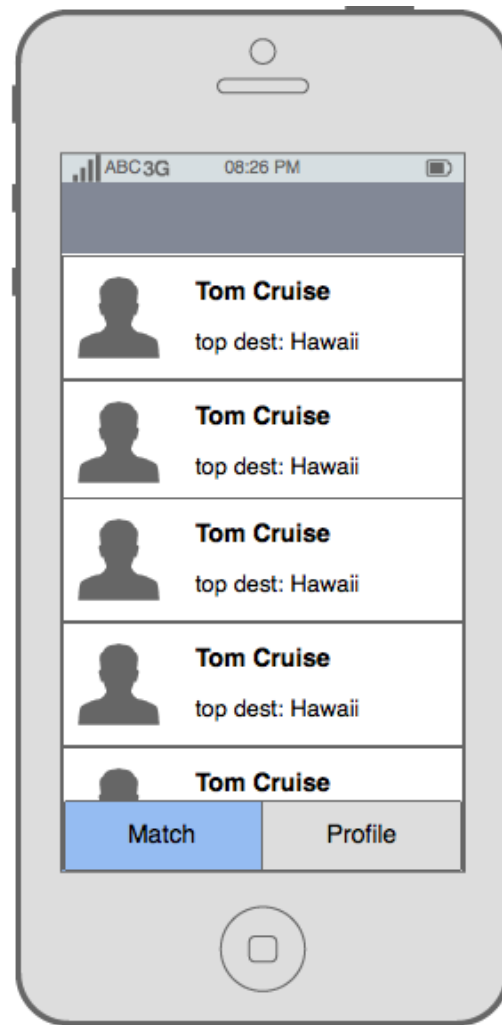 ABC3G 08:26 PM
Tom Cruise
top dest: Hawaii
Tom Cruise
top dest: Hawaii
Tom Cruise
top dest: Hawaii
Tom Cruise
top dest: Hawaii
Tom Cruise
Match Profile